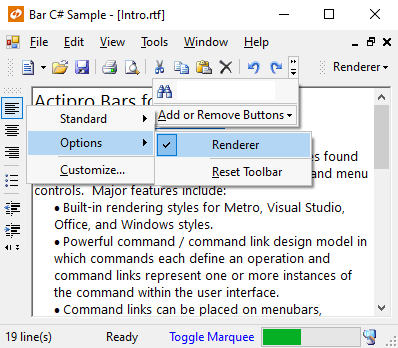 Bar C# Sample - [Intro.rtf]
File Edit View Tools Window Items
Renderer
Actipro Bars fo
Add or Remove Buttons
Standard
Options
Customize...
Renderer
Reset Toolbar
es found
and menu
controls. Major features include:
• Built-in rendering styles for Metro, Visual Studio,
Office, and Windows styles.
• Powerful command / command link design model in
which commands each define an operation and
command links represent one or more instances of
the command within the user interface.
• Command links can be placed on menubars,
19 line(s) Ready Toggle Marquee